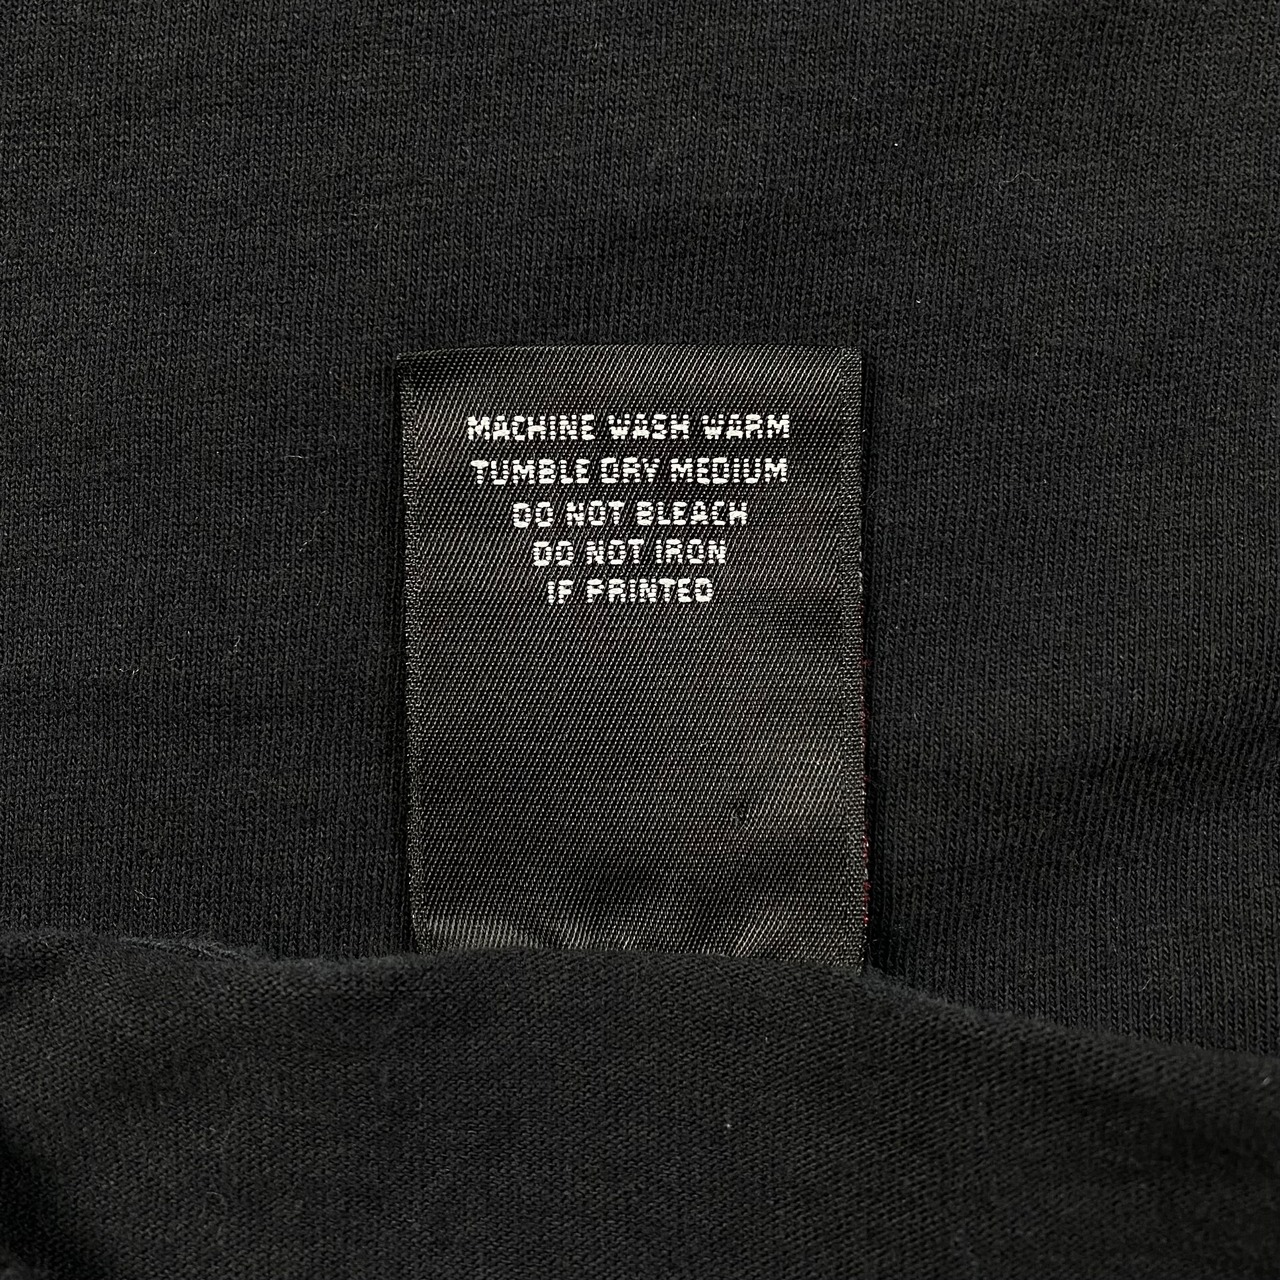 MACHINE WASH WARM
TUMBLE DRY MEDIUM
DO NOT BLEACH
DO NOT IRON
IF PRINTED